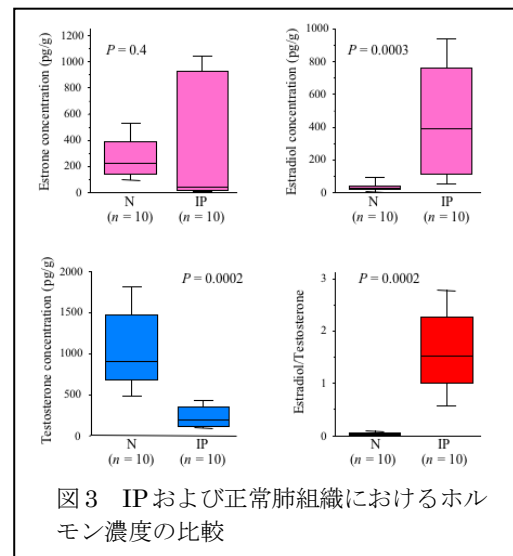 Estrone concentration (pg/g)
1200
1000
800
600
400
200
0
P = 0.4
N
(n = 10)
IP
(n = 10)
Estradiol concentration (pg/g)
1000
800
600
400
200
0
P = 0.0003
N
(n = 10)
IP
(n = 10)
Testosterone concentration (pg/g)
2000
1500
1000
500
0
P = 0.0002
N
(n = 10)
IP
(n = 10)
Estradiol/Testosterone
3
2
1
0
P = 0.0002
N
(n = 10)
IP
(n = 10)
図3 IPおよび正常肺組織におけるホル
モン濃度の比較